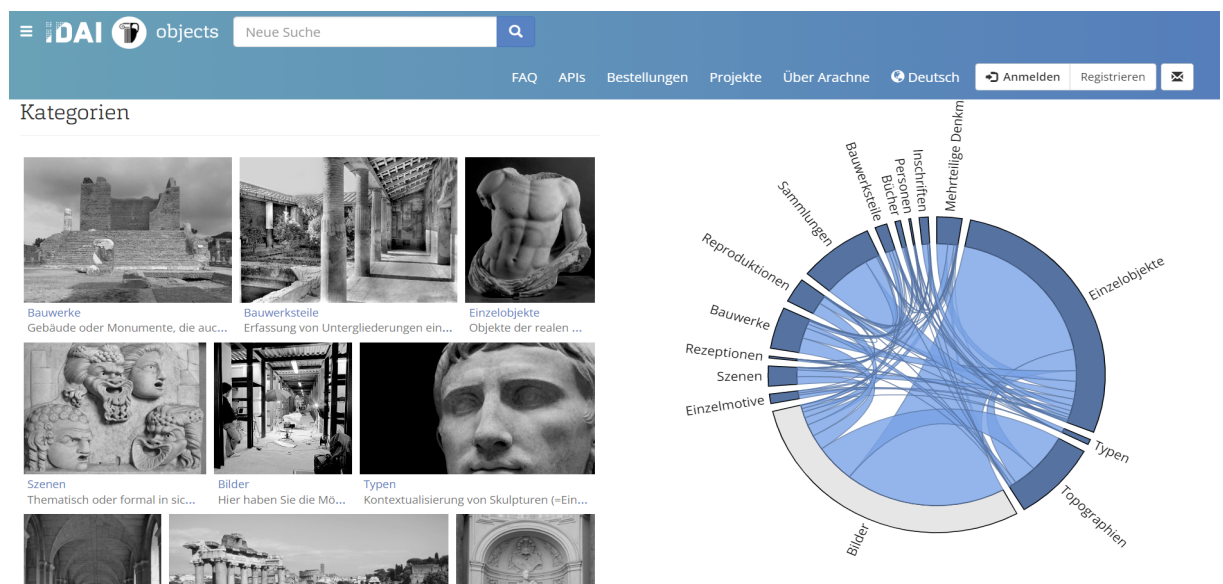 iDAI objects Neue Suche
FAQ APIs Bestellungen Projekte Über Arachne Deutsch Anmelden Registrieren
Kategorien
Bauwerke
Gebäude oder Monumente, die auc...
Bauwerksteile
Erfassung von Untergliederungen ein...
Einzelobjekte
Objekte der realen ...
Szenen
Thematisch oder formal in sic...
Bilder
Hier haben Sie die Mö...
Typen
Kontextualisierung von Skulpturen (=Ein...
Mehrteilige Denkm
Inschriften
Personen
Bücher
Bauwerksteile
Sammlungen
Reproduktionen
Bauwerke
Rezeptionen
Szenen
Einzelmotive
Bilder
Topographien
Typen
Einzelobjekte